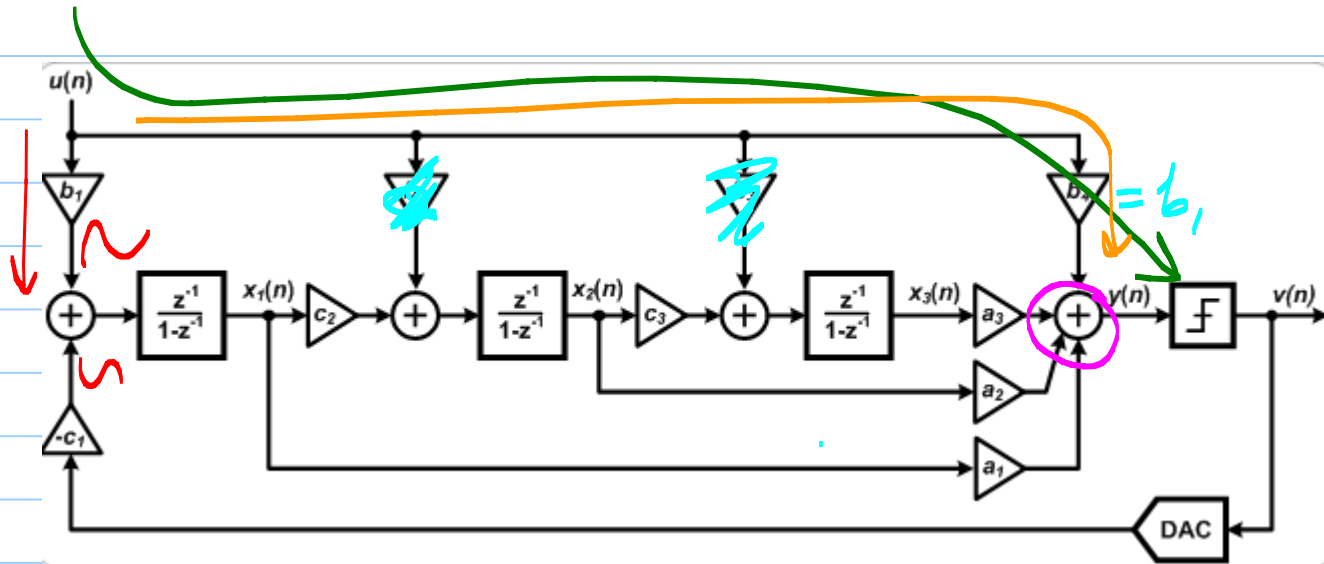 u(n)
b₁
= b₁
z⁻¹
1-z⁻¹
x₁(n)
c₂
z⁻¹
1-z⁻¹
x₂(n)
c₃
z⁻¹
1-z⁻¹
x₃(n)
a₃
y(n)
v(n)
a₂
-c₁
a₁
DAC